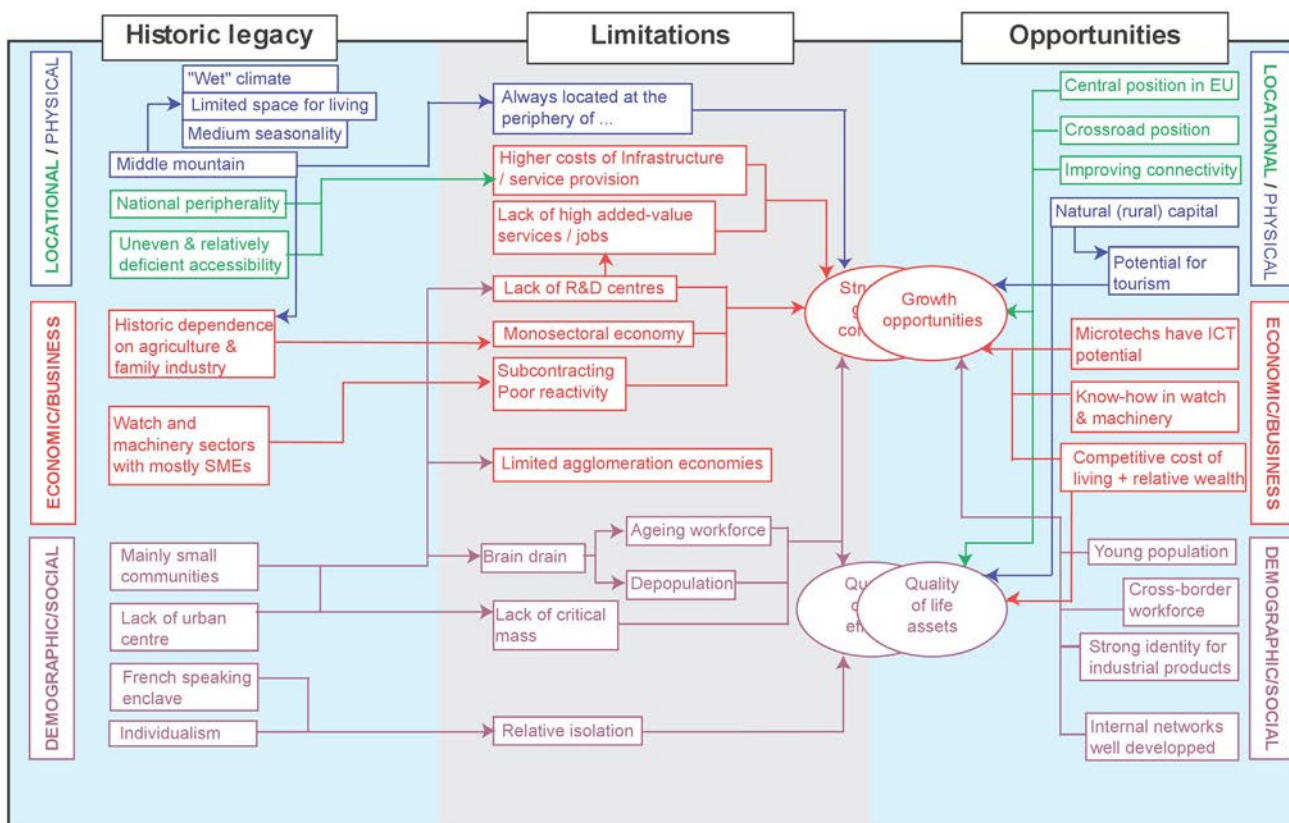 Historic legacy
Limitations
Opportunities
LOCATIONAL / PHYSICAL
ECONOMIC/BUSINESS
DEMOGRAPHIC/SOCIAL
"Wet" climate
Limited space for living
Medium seasonality
Middle mountain
National peripherality
Uneven & relatively
deficient accessibility
Historic dependence
on agriculture &
family industry
Watch and
machinery sectors
with mostly SMEs
Mainly small
communities
Lack of urban
centre
French speaking
enclave
Individualism
Always located at the
periphery of ...
Higher costs of Infrastructure
/ service provision
Lack of high added-value
services / jobs
Lack of R&D centres
Monosectoral economy
Subcontracting
Poor reactivity
Limited agglomeration economies
Brain drain
Ageing workforce
Depopulation
Lack of critical
mass
Relative isolation
Growth
opportunities
Quality
of life
assets
Central position in EU
Crossroad position
Improving connectivity
Natural (rural) capital
Potential for
tourism
Microtechs have ICT
potential
Know-how in watch
& machinery
Competitive cost of
living + relative wealth
Young population
Cross-border
workforce
Strong identity for
industrial products
Internal networks
well developped
LOCATIONAL / PHYSICAL
ECONOMIC/BUSINESS
DEMOGRAPHIC/SOCIAL